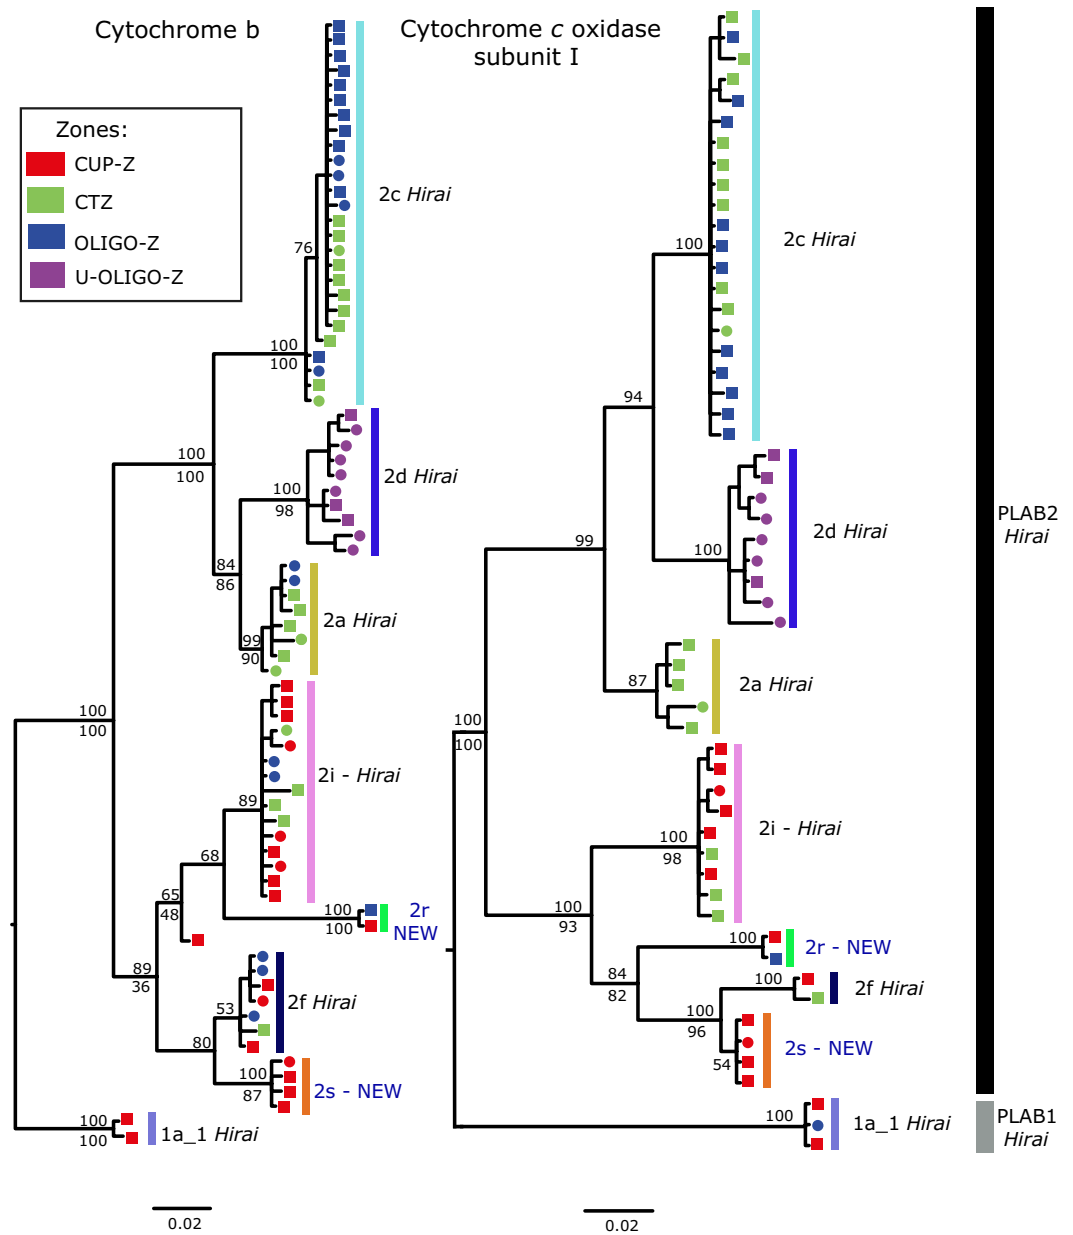 Cytochrome b
Zones:
CUP-Z
CTZ
OLIGO-Z
U-OLIGO-Z
76
2c Hirai
100
100
100
100
2d Hirai
100
98
84
86
2a Hirai
99
90
100
100
2i - Hirai
89
68
65
48
100
100
2r
NEW
89
36
2f Hirai
53
80
100
87
2s - NEW
100
100
1a_1 Hirai
0.02
Cytochrome c oxidase
subunit I
100
2c Hirai
94
2d Hirai
100
99
2a Hirai
87
100
100
2i - Hirai
100
98
100
93
100
2r - NEW
84
82
100
2f Hirai
100
96
2s - NEW
54
100
1a_1 Hirai
0.02
PLAB2
Hirai
PLAB1
Hirai